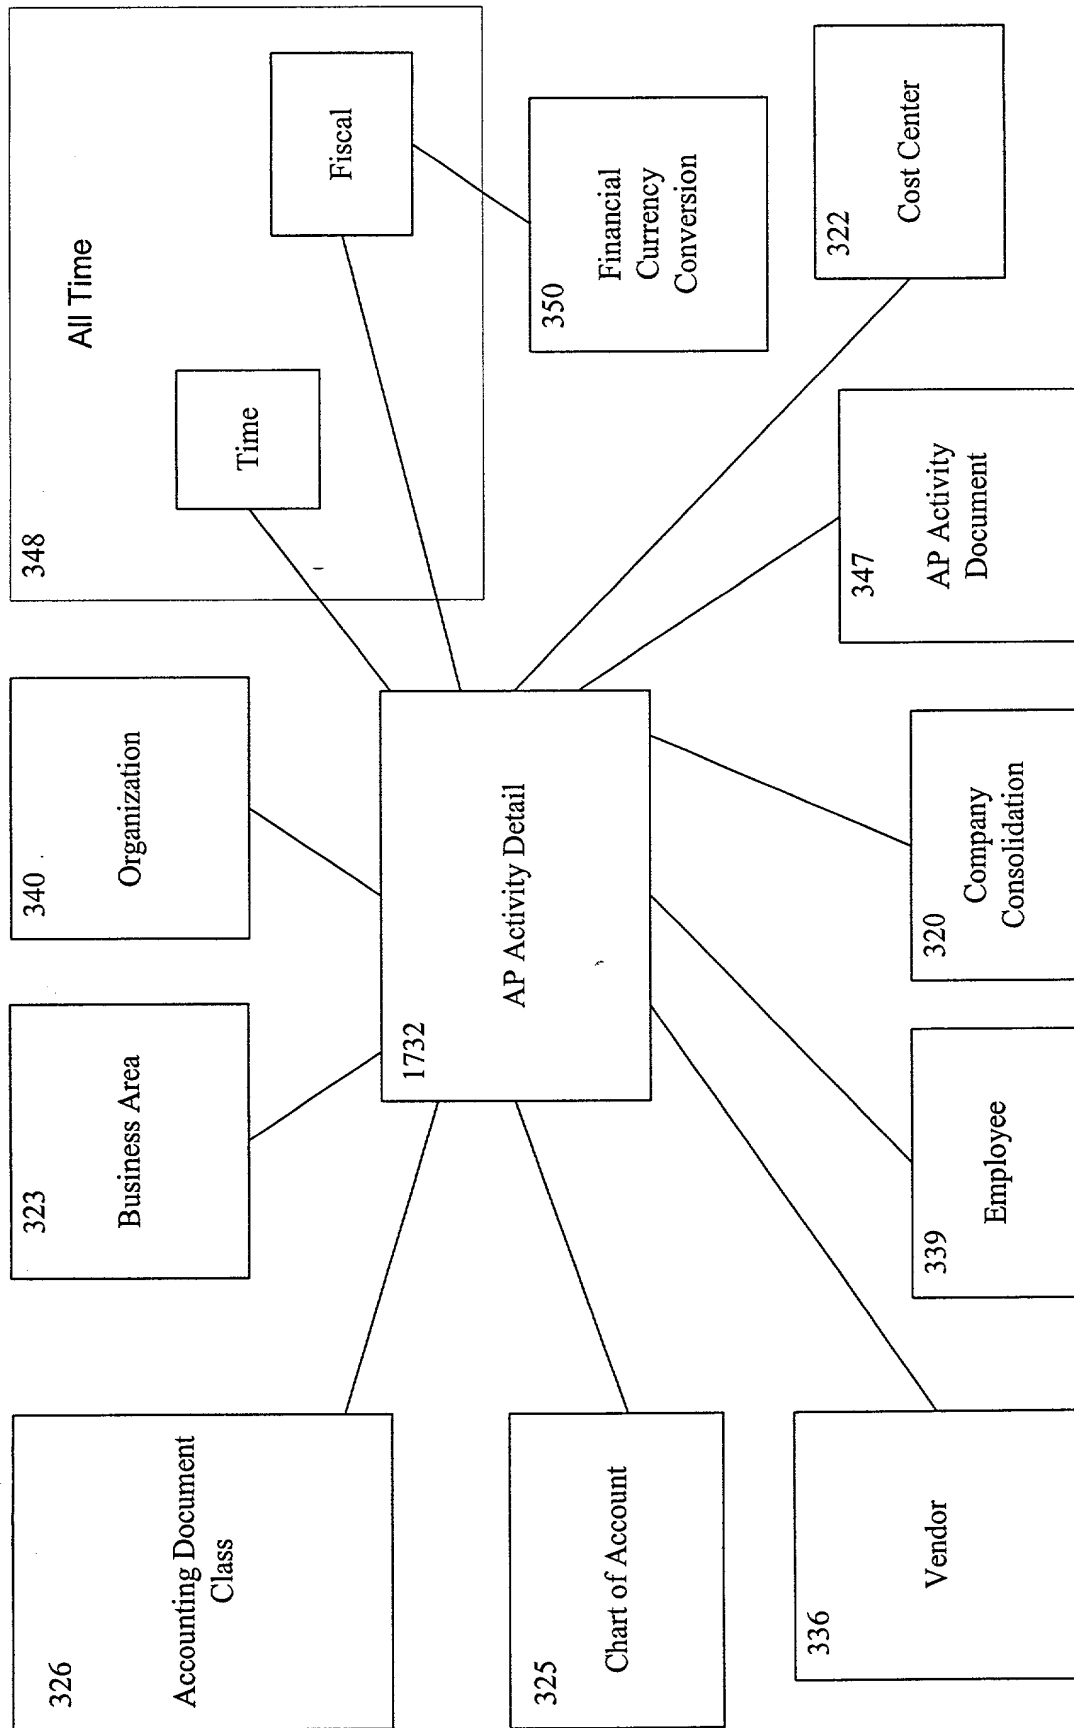 326
Accounting Document
Class
323
Business Area
340
Organization
348
All Time
Time
Fiscal
325
Chart of Account
1732
AP Activity Detail
350
Financial
Currency
Conversion
336
Vendor
339
Employee
320
Company
Consolidation
347
AP Activity
Document
322
Cost Center